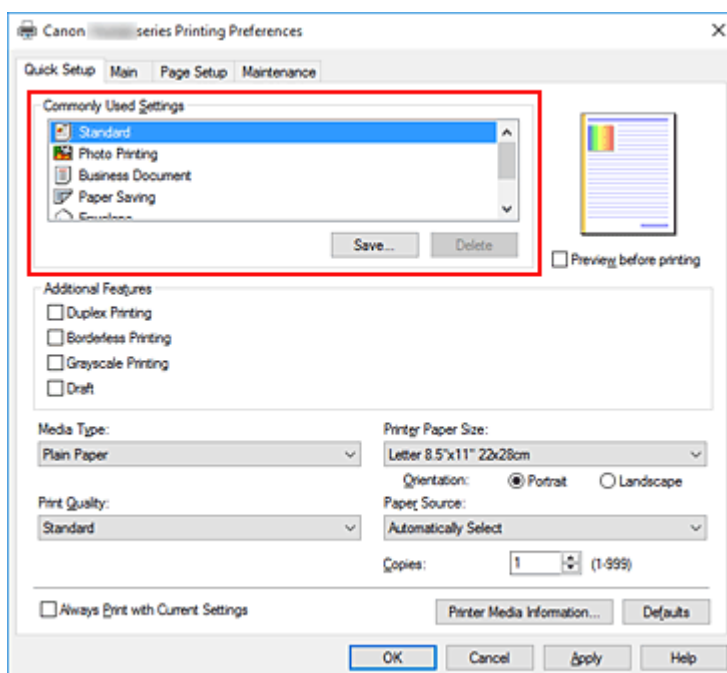 Canon series Printing Preferences
Quick Setup Main Page Setup Maintenance
Commonly Used Settings
Standard
Photo Printing
Business Document
Paper Saving
Envelope
Save... Delete
Preview before printing
Additional Features
Duplex Printing
Borderless Printing
Grayscale Printing
Draft
Media Type: Printer Paper Size:
Plain Paper Letter 8.5"x11" 22x28cm
Orientation: Portrait Landscape
Print Quality: Paper Source:
Standard Automatically Select
Copies: 1 (1-999)
Always Print with Current Settings Printer Media Information... Defaults
OK Cancel Apply Help